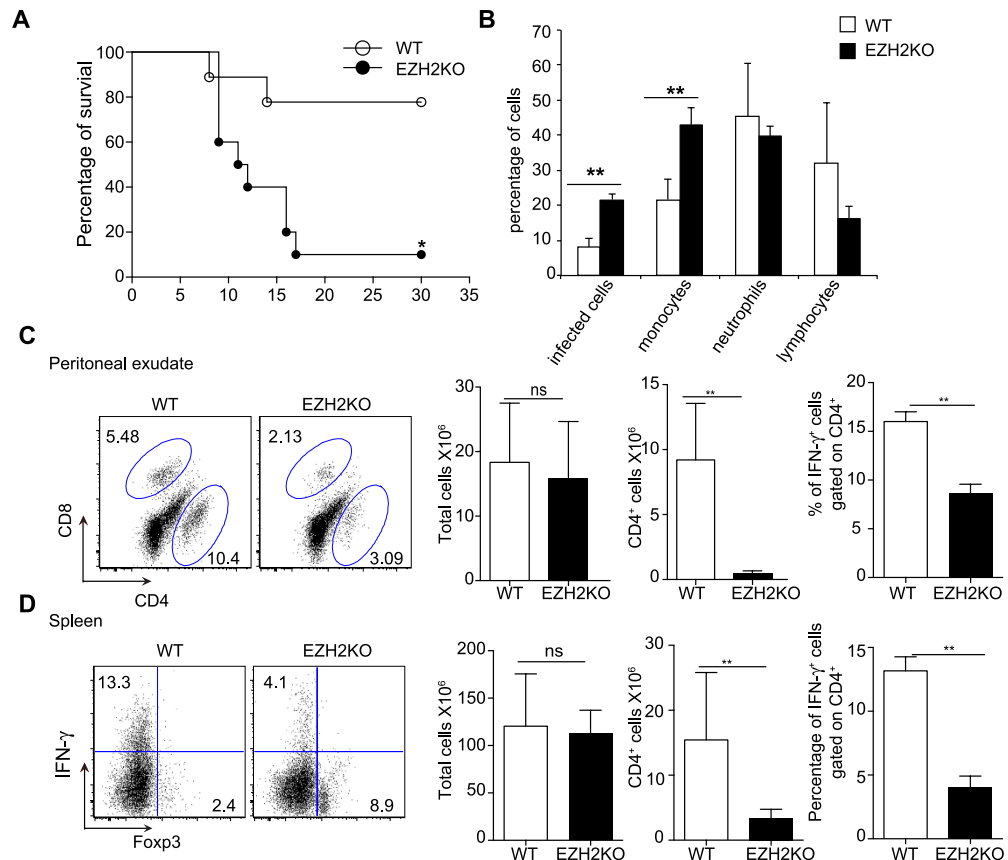 A
WT
EZH2KO
Percentage of survial
100
80
60
40
20
0
0 5 10 15 20 25 30 35
*
B
WT
EZH2KO
percentage of cells
70
60
50
40
30
20
10
0
**
**
infected cells
monocytes
neutrophils
lymphocytes
C
Peritoneal exudate
WT
EZH2KO
5.48
10.4
2.13
3.09
CD8
CD4
Total cells X10⁶
30
20
10
0
ns
WT EZH2KO
CD4⁺ cells X10⁶
15
10
5
0
**
WT EZH2KO
% of IFN-γ⁺ cells
gated on CD4⁺
20
15
10
5
0
**
WT EZH2KO
D
Spleen
WT
EZH2KO
13.3
2.4
4.1
8.9
IFN-γ
Foxp3
Total cells X10⁶
200
150
100
50
0
ns
WT EZH2KO
CD4⁺ cells X10⁶
30
20
10
0
**
WT EZH2KO
Percentage of IFN-γ⁺ cells
gated on CD4⁺
15
10
5
0
**
WT EZH2KO